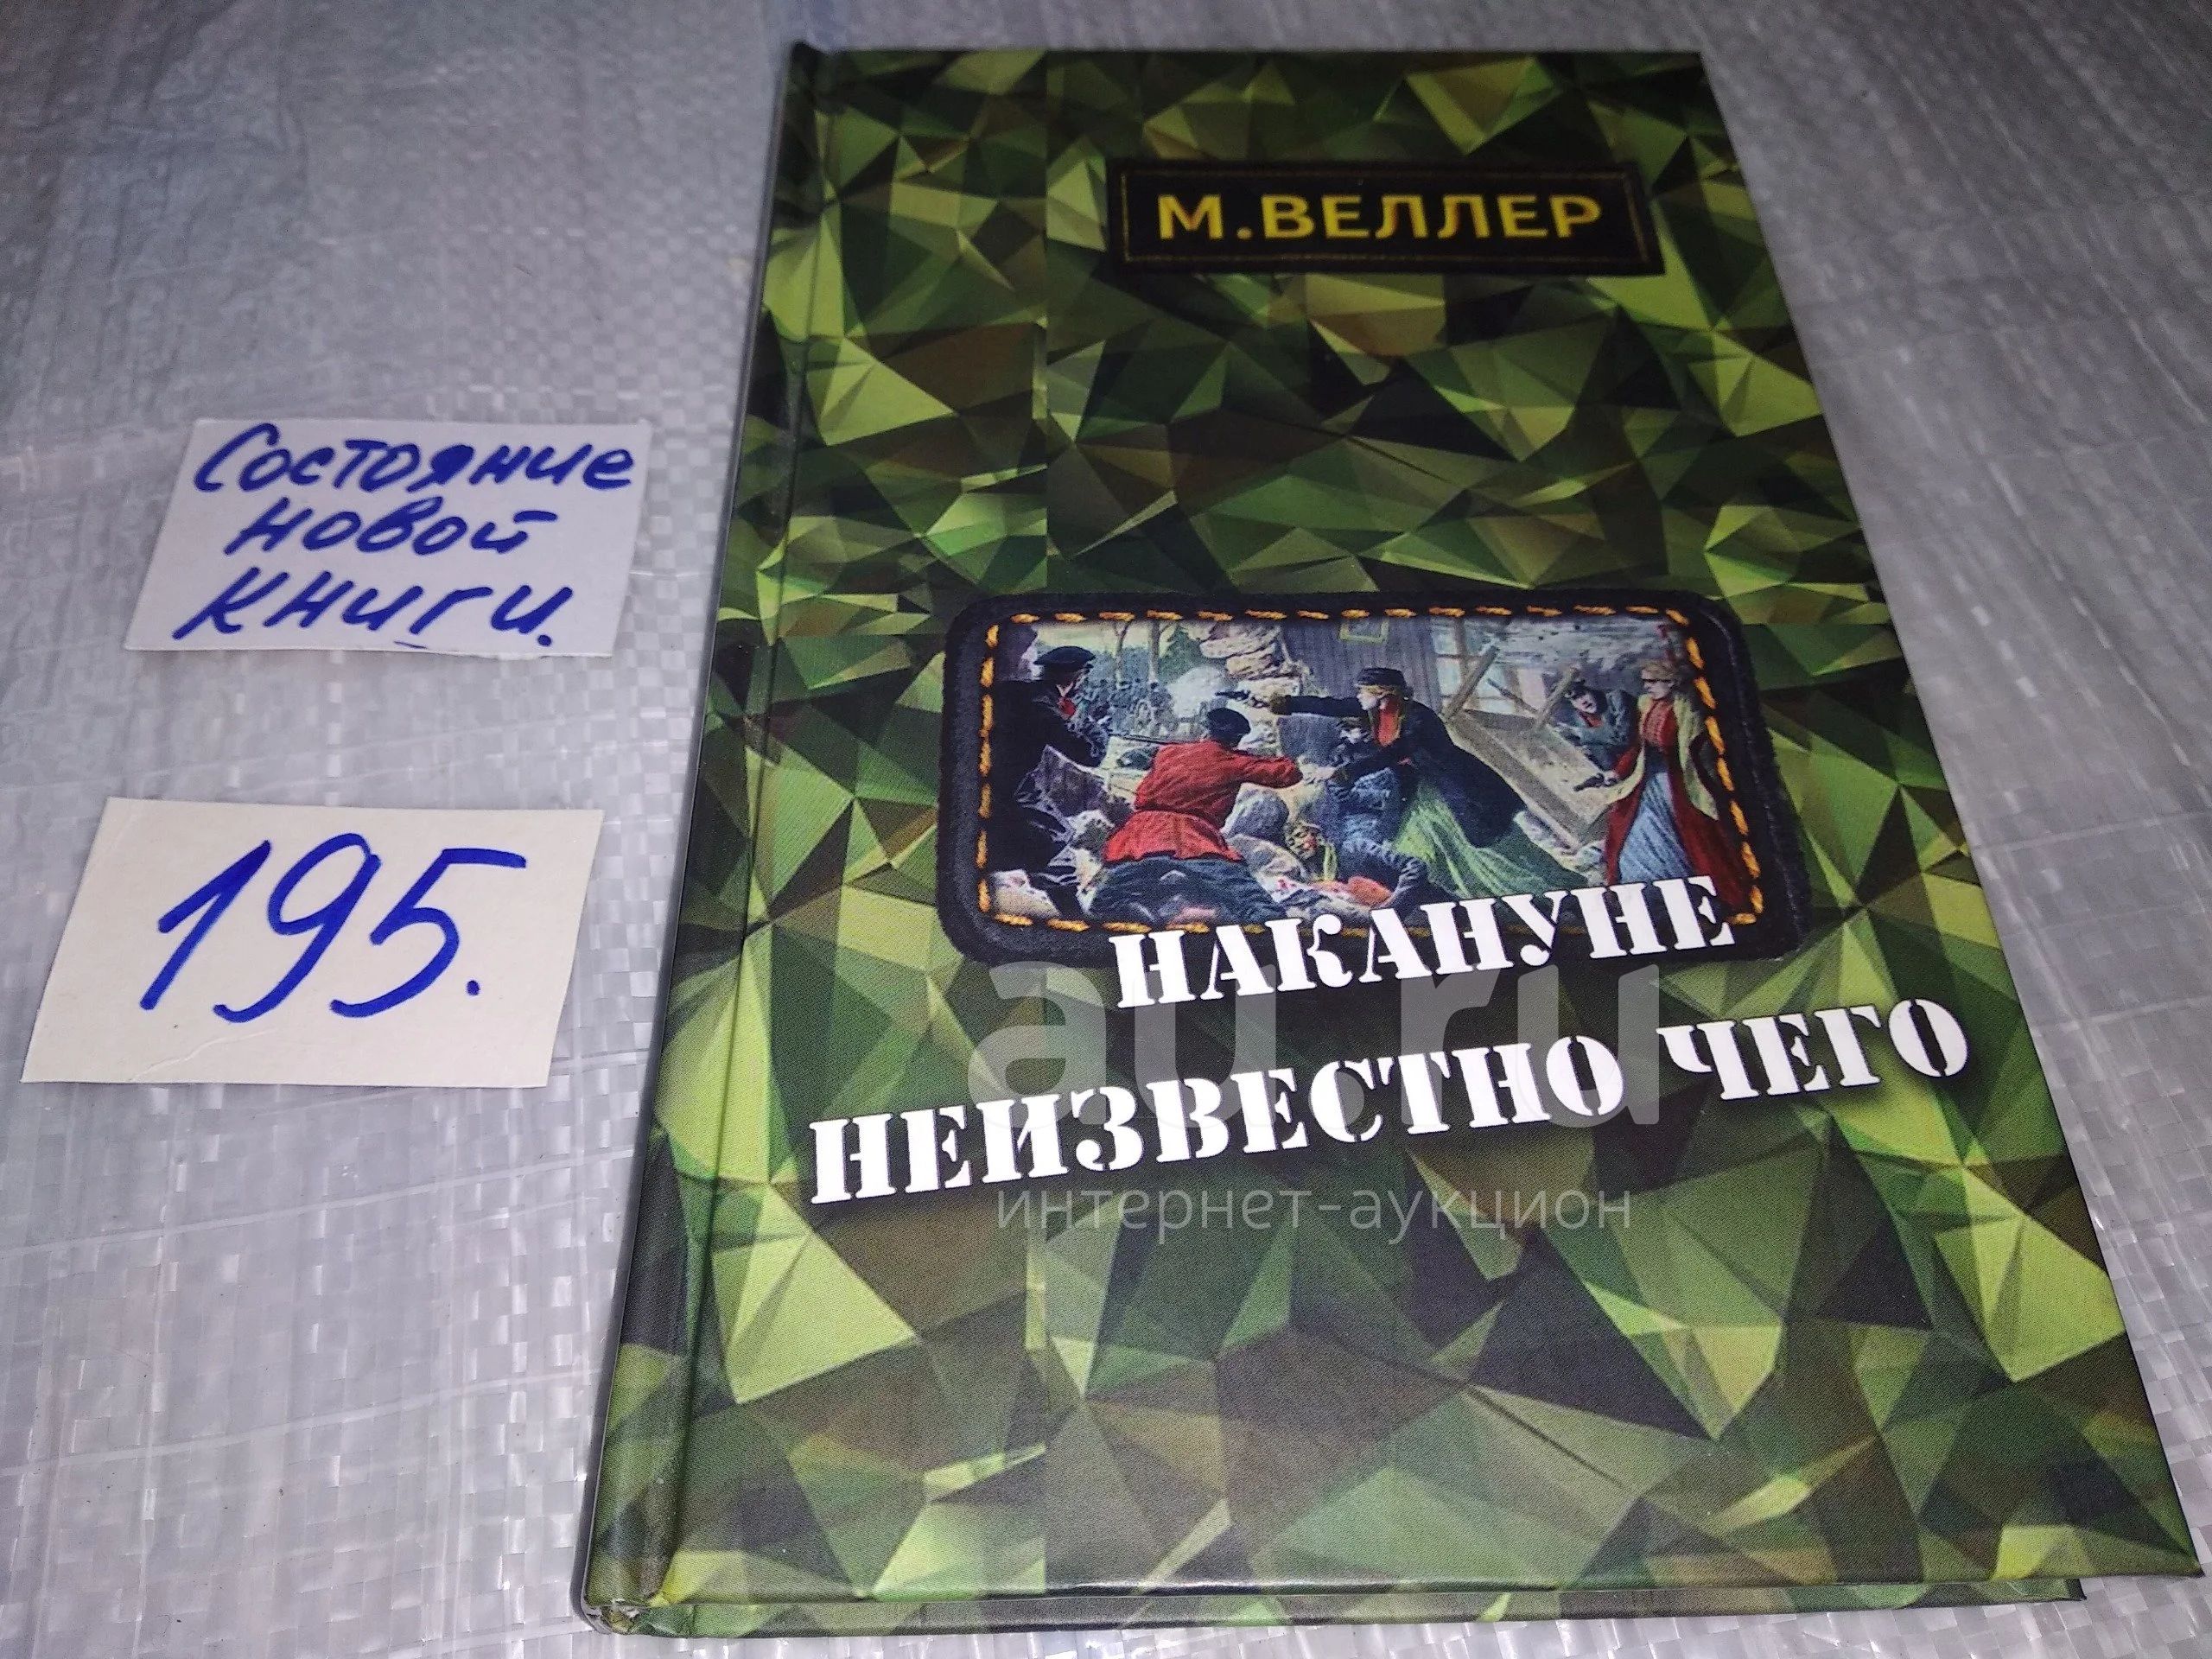 М.ВЕЛЛЕР
Состояние
новой
книги.
195.
НАКАНУНЕ
НЕИЗВЕСТНО ЧЕГО
au.ru
интернет-аукцион